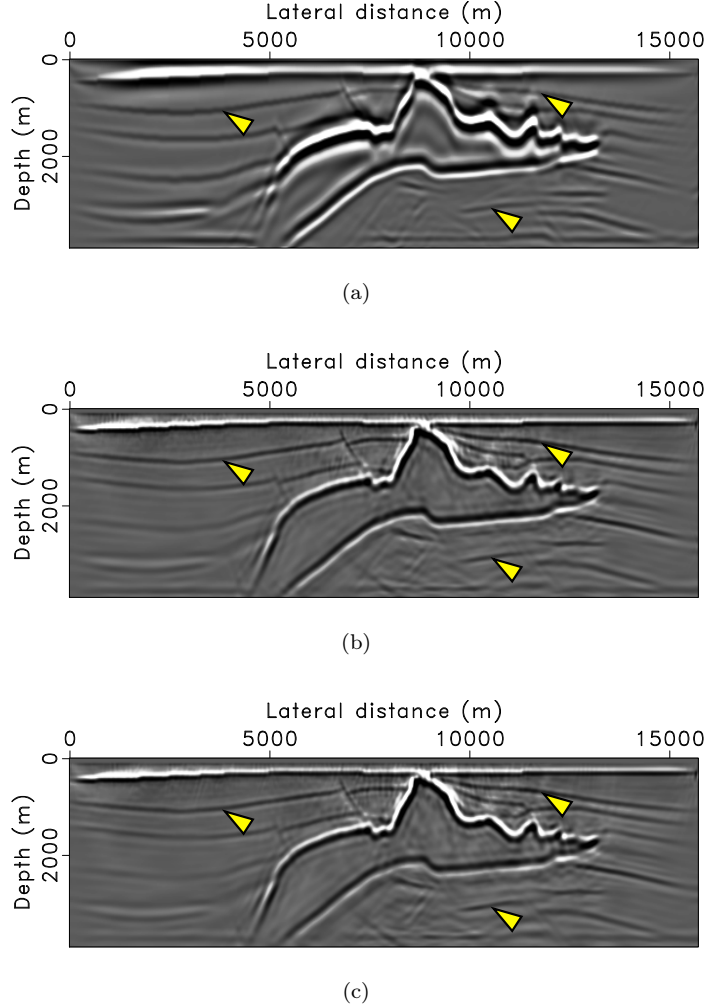 Lateral distance (m)
0 5000 10000 15000
0
2000
Depth (m)
(a)
Lateral distance (m)
0 5000 10000 15000
0
2000
Depth (m)
(b)
Lateral distance (m)
0 5000 10000 15000
0
2000
Depth (m)
(c)